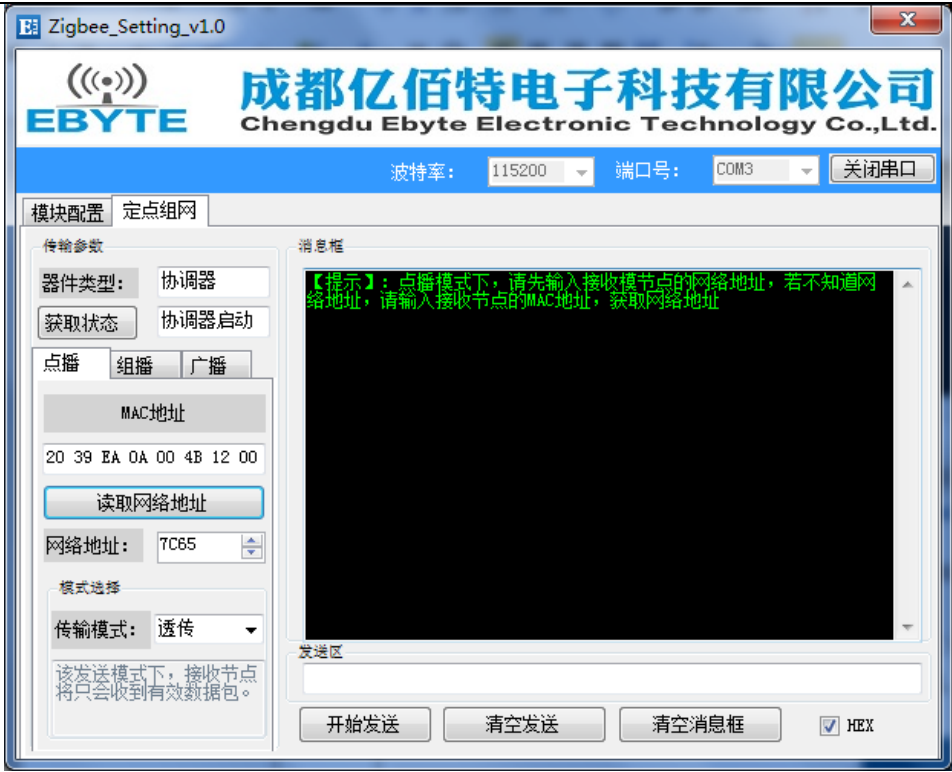 Zigbee_Setting_v1.0
EBYTE
成都亿佰特电子科技有限公司
Chengdu Ebyte Electronic Technology Co.,Ltd.
波特率: 115200 端口号: COM3 关闭串口
模块配置 定点组网
传输参数
器件类型: 协调器
获取状态 协调器启动
点播 组播 广播
MAC地址
20 39 EA 0A 00 4B 12 00
读取网络地址
网络地址: 7C65
模式选择
传输模式: 透传
该发送模式下，接收节点
将只会收到有效数据包。
消息框
【提示】: 点播模式下，请先输入接收模节点的网络地址，若不知道网
络地址，请输入接收节点的MAC地址，获取网络地址
发送区
开始发送 清空发送 清空消息框 HEX